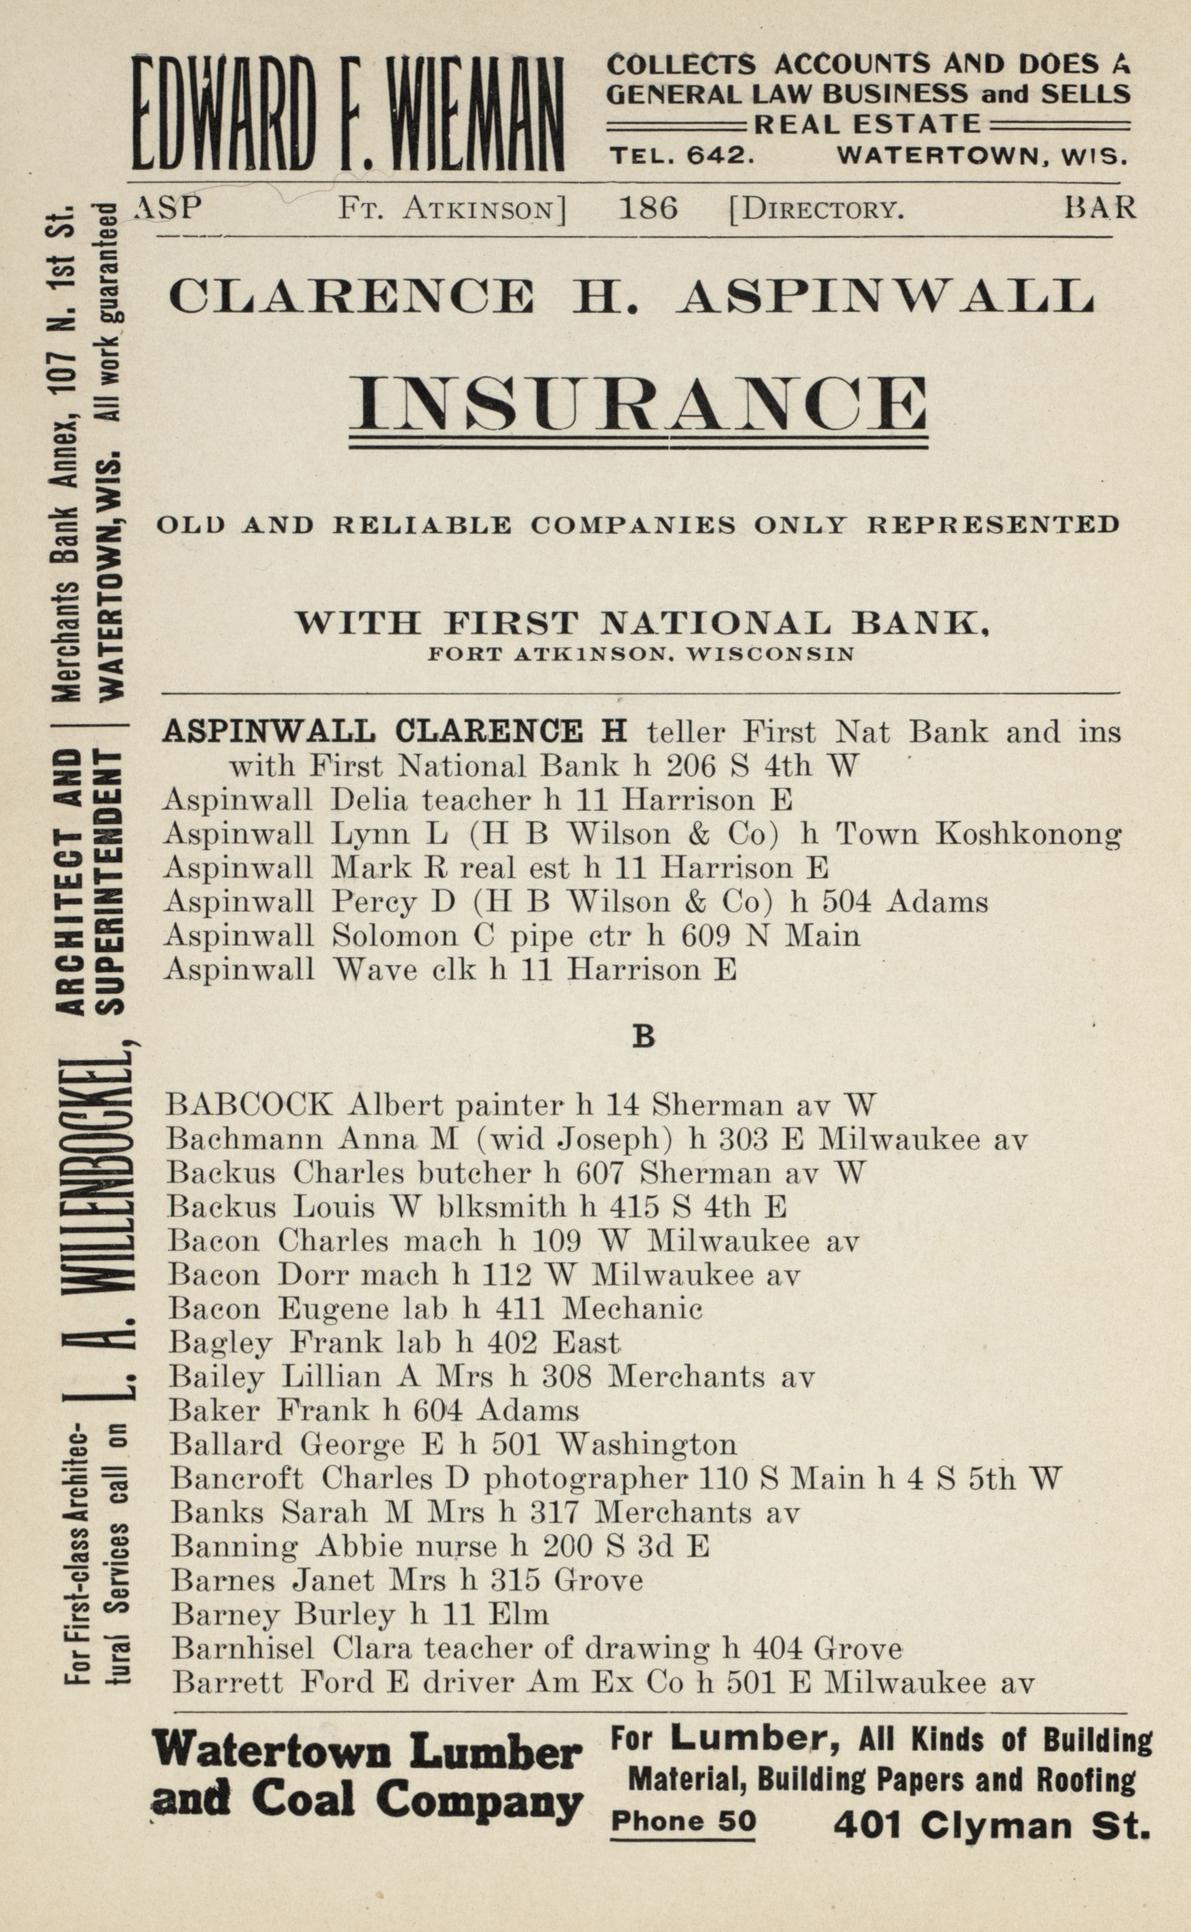 EDWARD F. WIEMAN
COLLECTS ACCOUNTS AND DOES A
GENERAL LAW BUSINESS and SELLS
REAL ESTATE
TEL. 642. WATERTOWN, WIS.
ASP FT. ATKINSON] 186 [DIRECTORY. BAR
CLARENCE H. ASPINWALL
INSURANCE
OLD AND RELIABLE COMPANIES ONLY REPRESENTED
WITH FIRST NATIONAL BANK,
FORT ATKINSON. WISCONSIN
ASPINWALL CLARENCE H teller First Nat Bank and ins
with First National Bank h 206 S 4th W
Aspinwall Delia teacher h 11 Harrison E
Aspinwall Lynn L (H B Wilson & Co) h Town Koshkonong
Aspinwall Mark R real est h 11 Harrison E
Aspinwall Percy D (H B Wilson & Co) h 504 Adams
Aspinwall Solomon C pipe ctr h 609 N Main
Aspinwall Wave clk h 11 Harrison E
B
BABCOCK Albert painter h 14 Sherman av W
Bachmann Anna M (wid Joseph) h 303 E Milwaukee av
Backus Charles butcher h 607 Sherman av W
Backus Louis W blksmith h 415 S 4th E
Bacon Charles mach h 109 W Milwaukee av
Bacon Dorr mach h 112 W Milwaukee av
Bacon Eugene lab h 411 Mechanic
Bagley Frank lab h 402 East
Bailey Lillian A Mrs h 308 Merchants av
Baker Frank h 604 Adams
Ballard George E h 501 Washington
Bancroft Charles D photographer 110 S Main h 4 S 5th W
Banks Sarah M Mrs h 317 Merchants av
Banning Abbie nurse h 200 S 3d E
Barnes Janet Mrs h 315 Grove
Barney Burley h 11 Elm
Barnhisel Clara teacher of drawing h 404 Grove
Barrett Ford E driver Am Ex Co h 501 E Milwaukee av
For First-class Architec-
tural Services call on
L. A. WILLENBOCKEL,
ARCHITECT AND
SUPERINTENDENT
Merchants Bank Annex, 107 N. 1st St.
WATERTOWN, WIS. All work guaranteed
Watertown Lumber
and Coal Company
For Lumber, All Kinds of Building
Material, Building Papers and Roofing
Phone 50 401 Clyman St.